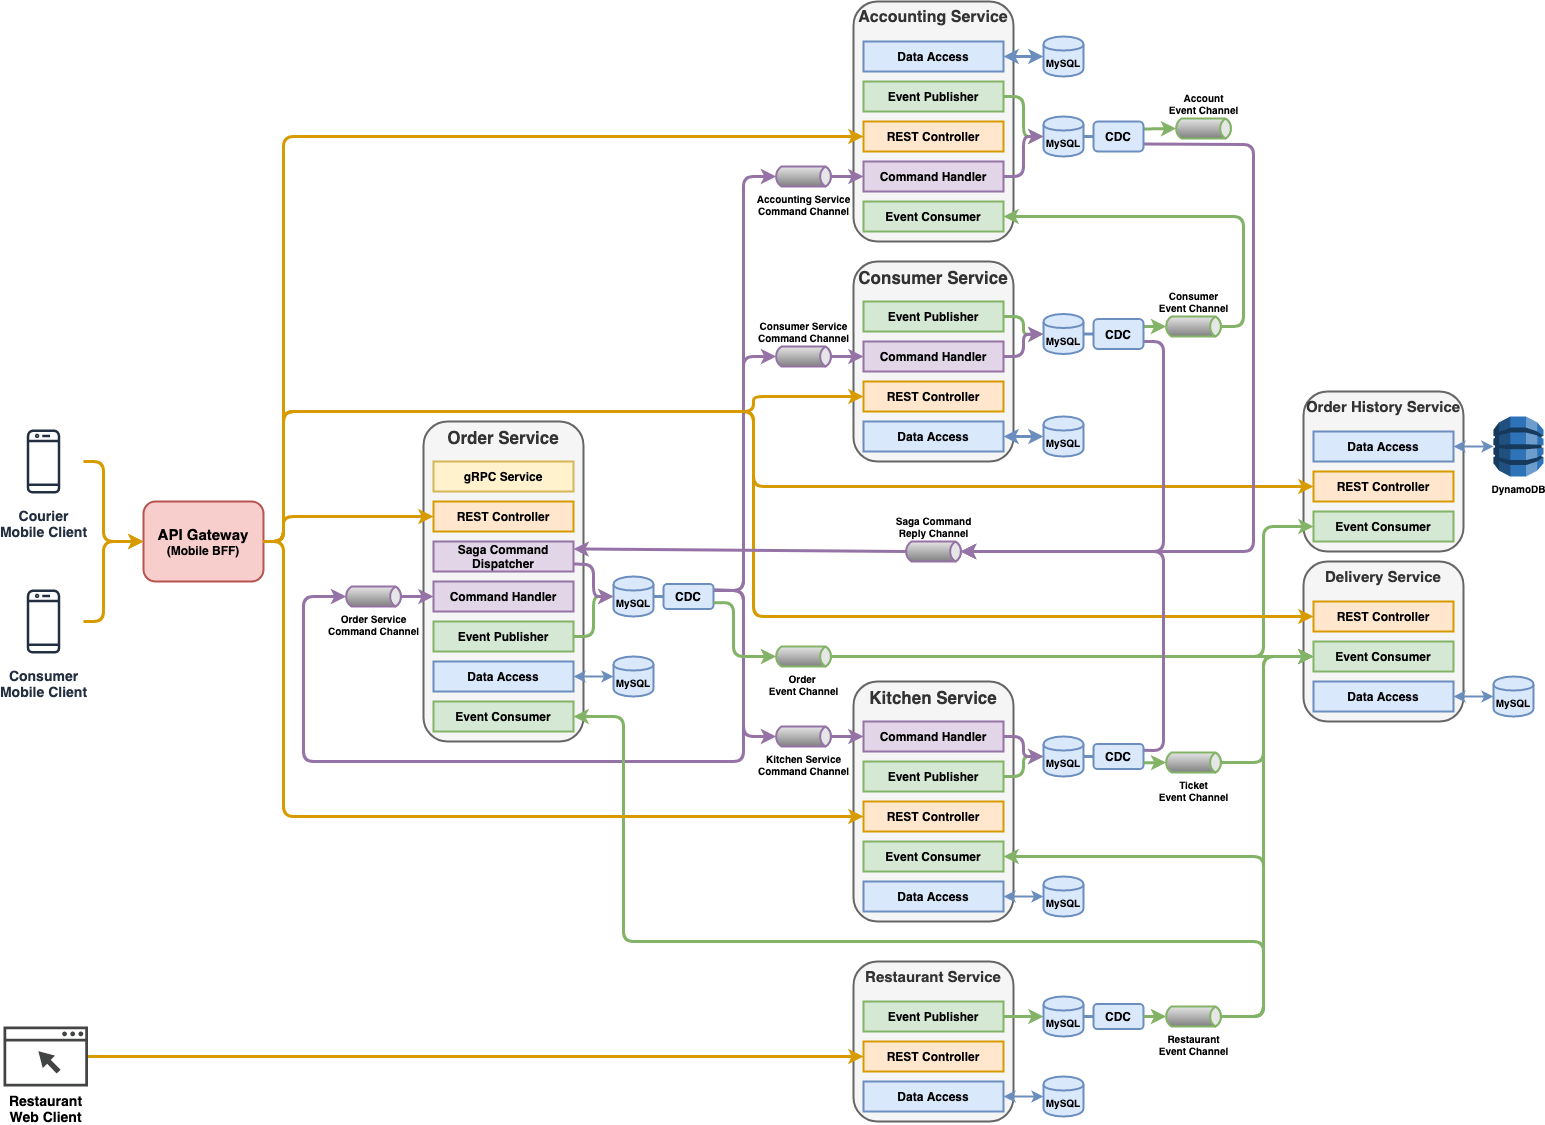 Accounting Service
Data Access
MySQL
Event Publisher
REST Controller
MySQL
CDC
Account
Event Channel
Command Handler
Accounting Service
Command Channel
Event Consumer
Consumer Service
Event Publisher
Consumer Service
Command Channel
Command Handler
MySQL
CDC
Consumer
Event Channel
REST Controller
Data Access
MySQL
Order History Service
Data Access
DynamoDB
REST Controller
Event Consumer
Courier
Mobile Client
Consumer
Mobile Client
API Gateway
(Mobile BFF)
Order Service
gRPC Service
REST Controller
Saga Command
Dispatcher
Command Handler
Order Service
Command Channel
Event Publisher
MySQL
CDC
Data Access
MySQL
Event Consumer
Saga Command
Reply Channel
Order
Event Channel
Delivery Service
REST Controller
Event Consumer
Data Access
MySQL
Kitchen Service
Command Handler
Kitchen Service
Command Channel
Event Publisher
MySQL
CDC
Ticket
Event Channel
REST Controller
Event Consumer
Data Access
MySQL
Restaurant Service
Event Publisher
MySQL
CDC
Restaurant
Event Channel
REST Controller
Data Access
MySQL
Restaurant
Web Client